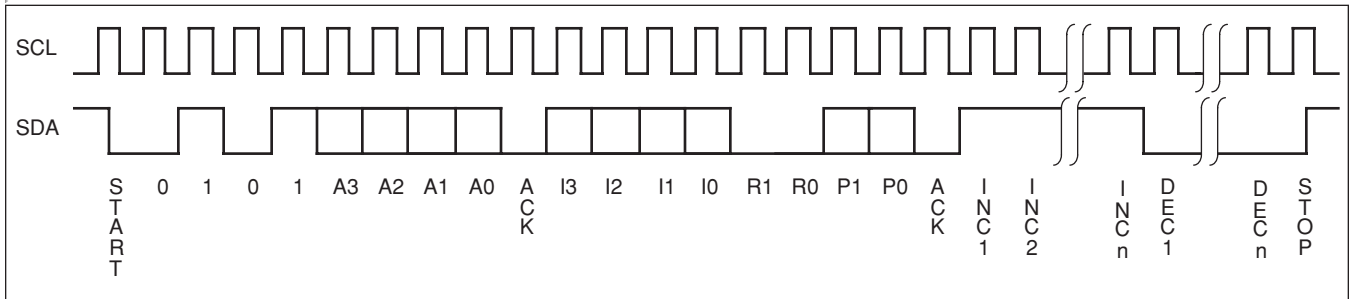 SCL
SDA
START 0 1 0 1 A3 A2 A1 A0 ACK I3 I2 I1 I0 R1 R0 P1 P0 ACK INC1 INC2 INCn DEC1 DECn STOP